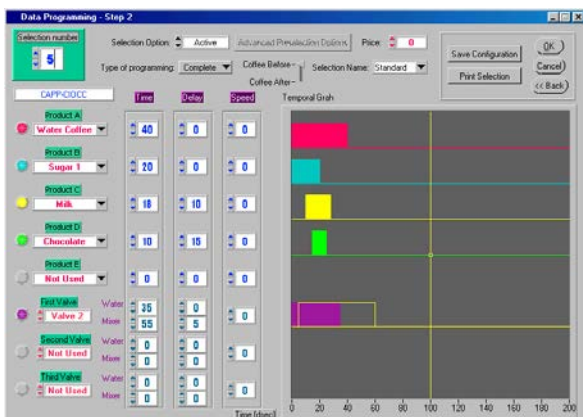 Data Programming - Step 2
Selection number
5
Selection Option: Active
Advanced Preselection Options
Price: 0
Type of programming: Complete
Coffee Before-
Coffee After-
Selection Name: Standard
Save Configuration
Print Selection
OK
Cancel
<< Back
CAPP-CIOCC
Time Delay Speed
Temporal Grah
Product A
Water Coffee 40 0 0
Product B
Sugar 1 20 0 0
Product C
Milk 18 10 0
Product D
Chocolate 10 15 0
Product E
Not Used 0 0 0
First Valve
Valve 2
Water 35 0
Mixer 55 5
0
Second Valve
Not Used
Water 0 0
Mixer 0 0
0
Third Valve
Not Used
Water 0 0
Mixer 0 0
0
0 20 40 60 80 100 120 140 160 180 200
Time [dsec]